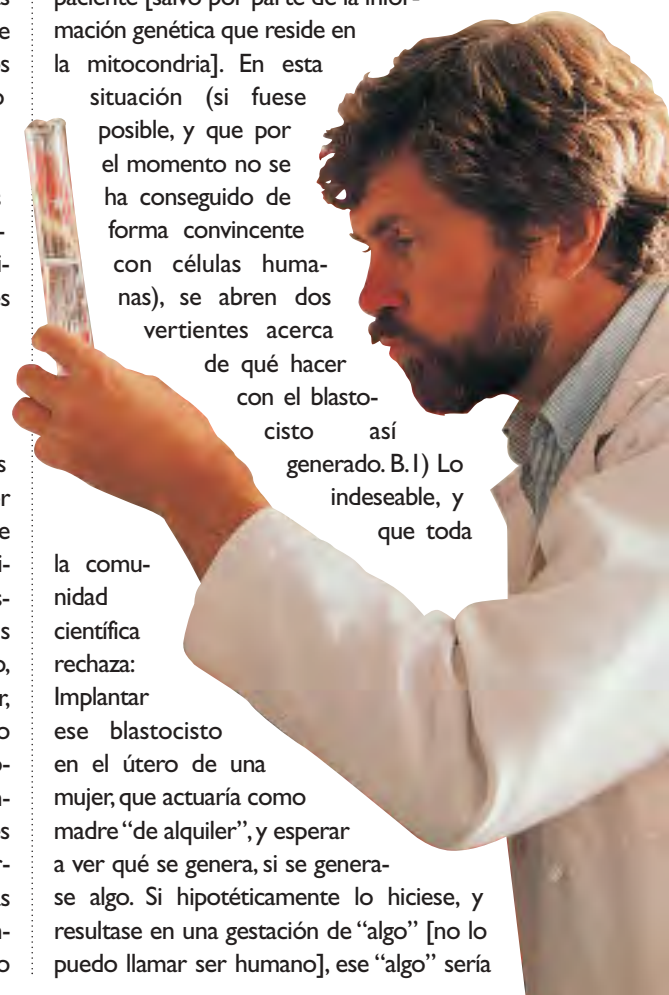 s
e
s
o
s
-
i-
es
s
er
e
i-
s-
s
o,
r,
o
o-
n-
es
r-
as
n-
o
paciente [salvo por parte de la infor-
mación genética que reside en
la mitocondria]. En esta
situación (si fuese
posible, y que por
el momento no se
ha conseguido de
forma convincente
con células huma-
nas), se abren dos
vertientes acerca
de qué hacer
con el blasto-
cisto así
generado. B.1) Lo
indeseable, y
que toda
la comu-
nidad
científica
rechaza:
Implantar
ese blastocisto
en el útero de una
mujer, que actuaría como
madre “de alquiler”, y esperar
a ver qué se genera, si se genera-
se algo. Si hipotéticamente lo hiciese, y
resultase en una gestación de “algo” [no lo
puedo llamar ser humano], ese “algo” sería